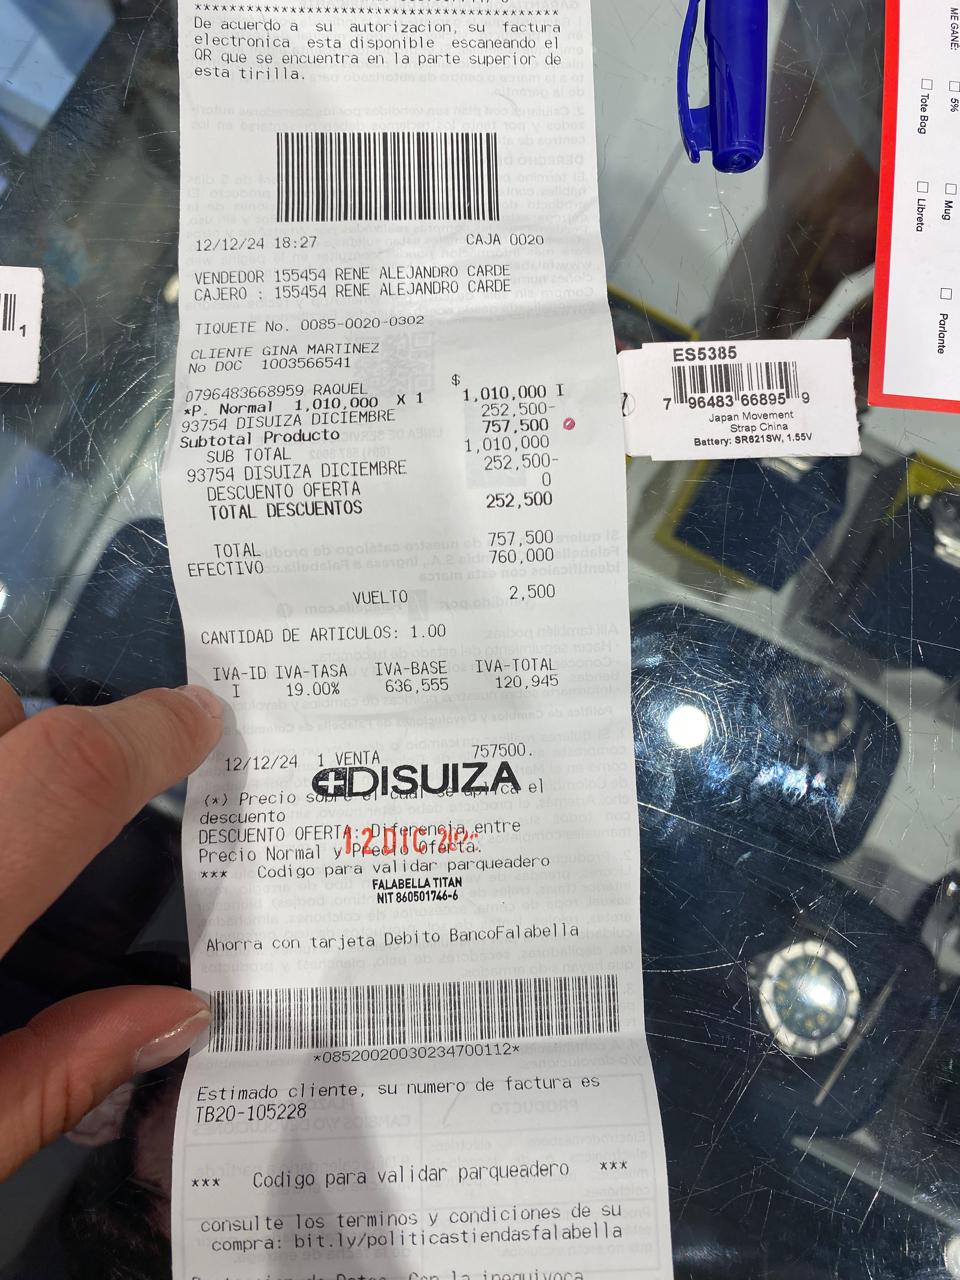 De acuerdo a su autorizacion, su factura
electronica esta disponible escaneando el
QR que se encuentra en la parte superior de
esta tirilla.
12/12/24 18:27 CAJA 0020
VENDEDOR 155454 RENE ALEJANDRO CARDE
CAJERO : 155454 RENE ALEJANDRO CARDE
TIQUETE No. 0085-0020-0302
CLIENTE GINA MARTINEZ
No DOC 1003566541
$
0796483668959 RAQUEL 1,010,000 I
*P. Normal 1,010,000 X 1
93754 DISUIZA DICIEMBRE 252,500-
Subtotal Producto 757,500
SUB TOTAL 1,010,000
93754 DISUIZA DICIEMBRE 252,500-
DESCUENTO OFERTA 0
TOTAL DESCUENTOS 252,500
TOTAL 757,500
EFECTIVO 760,000
VUELTO 2,500
CANTIDAD DE ARTICULOS: 1.00
IVA-ID IVA-TASA IVA-BASE IVA-TOTAL
I 19.00% 636,555 120,945
12/12/24 1 VENTA 757500.
DISUIZA
(*) Precio sobre el cual se aplica el
descuento
DESCUENTO OFERTA: Diferencia entre
Precio Normal y Precio Oferta.
12 DIC
*** Codigo para validar parqueadero
FALABELLA TITAN
NIT 860501746-6
Ahorra con tarjeta Debito BancoFalabella
*08520020030234700112*
Estimado cliente, su numero de factura es
TB20-105228
*** Codigo para validar parqueadero ***
consulte los terminos y condiciones de su
compra: bit.ly/politicastiendasfalabella
ES5385
7 96483 66895 9
Japan Movement
Strap China
Battery: SR621SW, 1.55V
ME GANÉ:
5%
Mug
Parlante
Tote Bag
Libreta
1